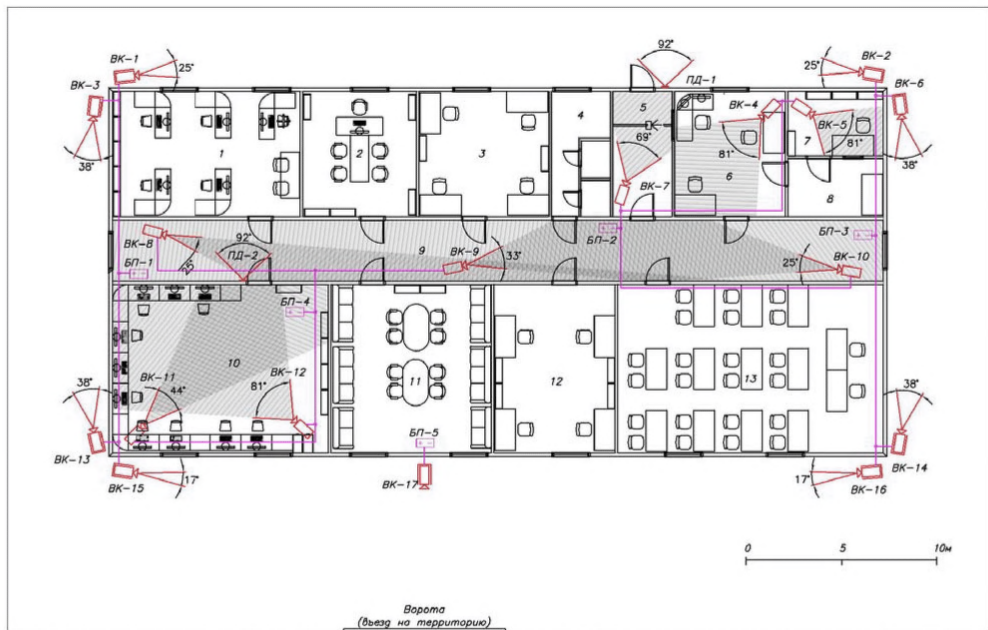 ВК-1
25°
92°
ПД-1
25°
ВК-2
ВК-3
ВК-4
ВК-6
38°
1
2
3
4
5
69°
ВК-7
81°
6
7
ВК-5
81°
8
38°
ВК-8
БП-1
25°
92°
ПД-2
9
ВК-9
33°
БП-2
БП-3
25°
ВК-10
БП-4
10
ВК-11
44°
81°
ВК-12
11
12
13
38°
38°
ВК-13
ВК-15
17°
БП-5
ВК-17
17°
ВК-14
ВК-16
0 5 10м
Ворота
(въезд на территорию)